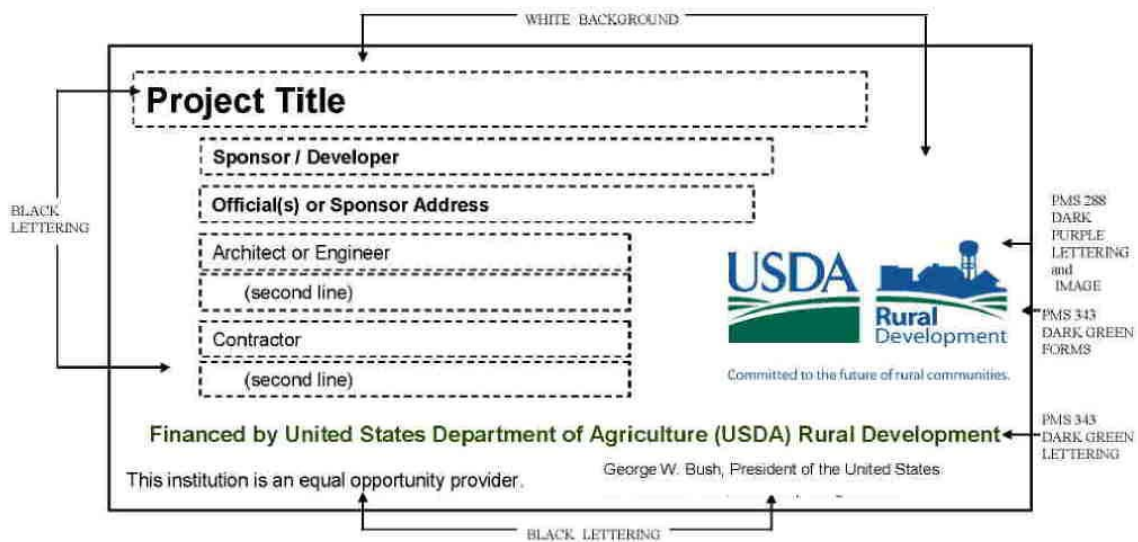 WHITE BACKGROUND
Project Title
Sponsor / Developer
Official(s) or Sponsor Address
BLACK
LETTERING
Architect or Engineer
(second line)
Contractor
(second line)
PMS 288
DARK
PURPLE
LETTERING
and
IMAGE
USDA
Rural
Development
PMS 343
DARK GREEN
FORMS
Committed to the future of rural communities.
Financed by United States Department of Agriculture (USDA) Rural Development
PMS 343
DARK GREEN
LETTERING
George W. Bush, President of the United States
This institution is an equal opportunity provider.
BLACK LETTERING